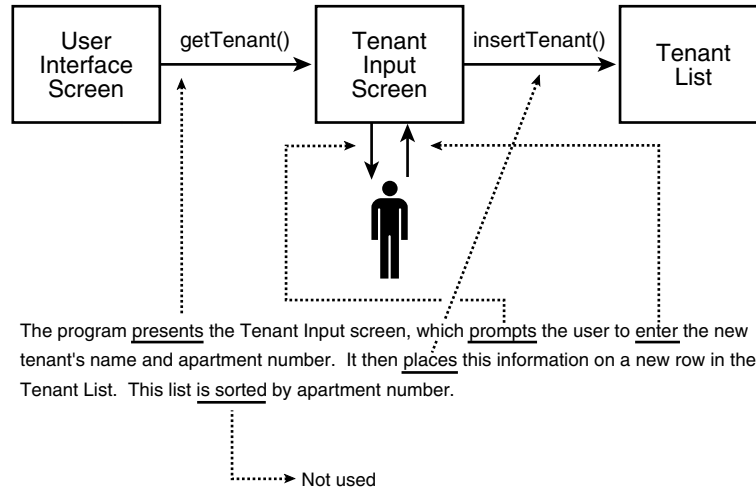 User
Interface
Screen
getTenant()
Tenant
Input
Screen
insertTenant()
Tenant
List
The program presents the Tenant Input screen, which prompts the user to enter the new
tenant's name and apartment number. It then places this information on a new row in the
Tenant List. This list is sorted by apartment number.
Not used